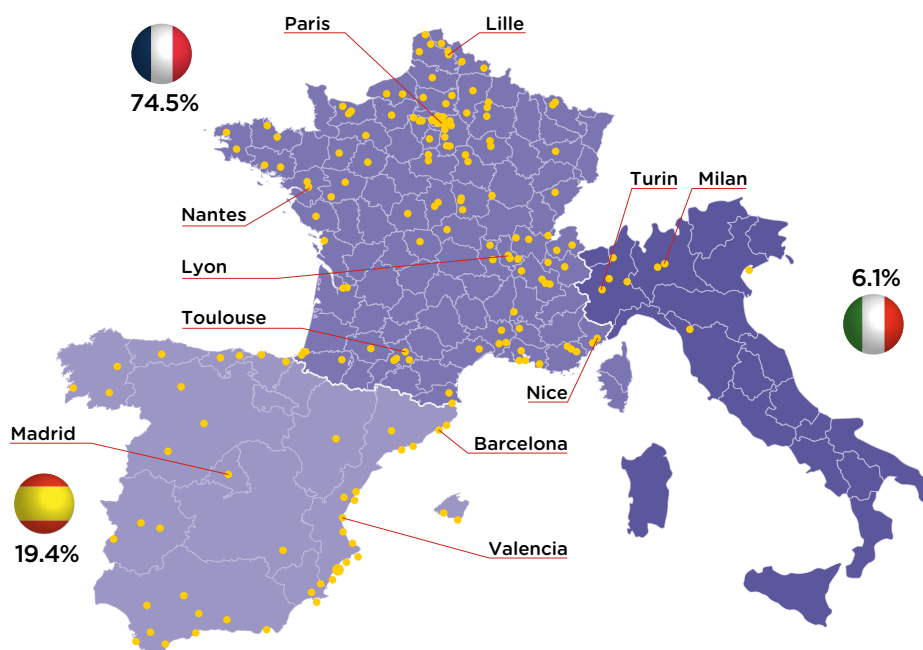 Paris
Lille
74.5%
Turin
Milan
Nantes
Lyon
6.1%
Toulouse
Nice
Madrid
Barcelona
19.4%
Valencia